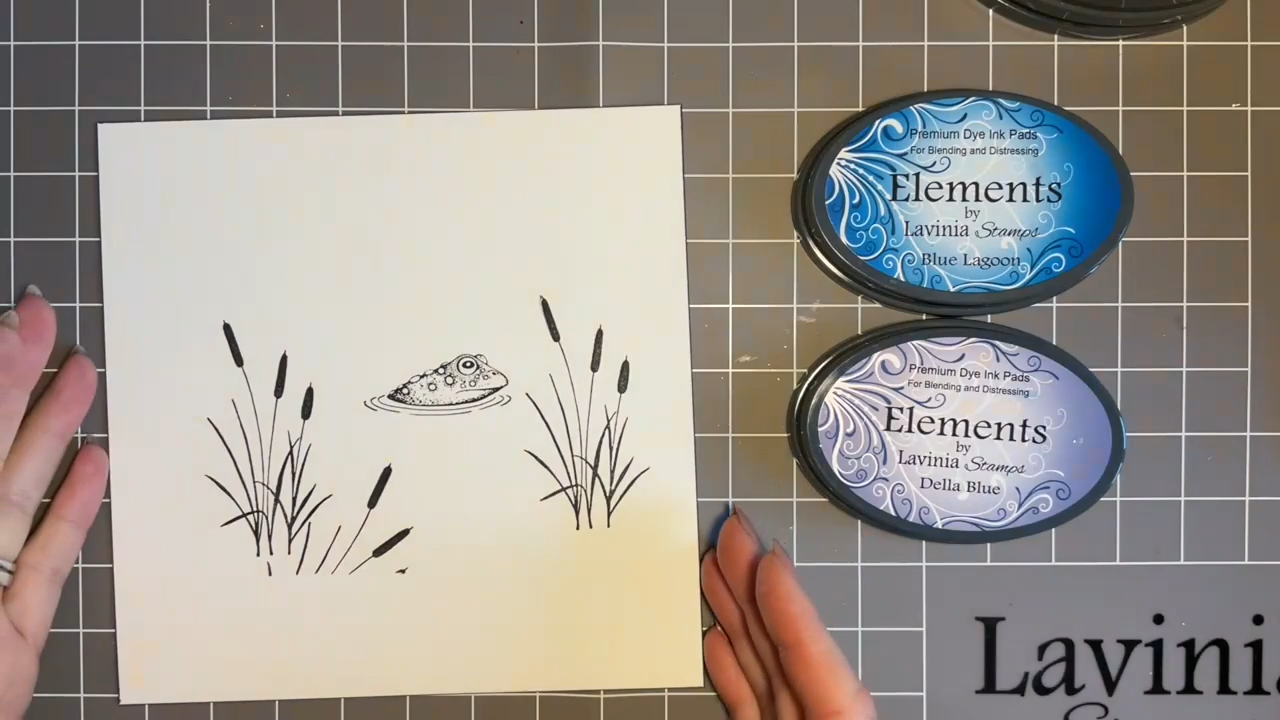 Premium Dye Ink Pads
For Blending and Distressing
Elements
by
Lavinia Stamps
Blue Lagoon
Premium Dye Ink Pads
For Blending and Distressing
Elements
by
Lavinia Stamps
Della Blue